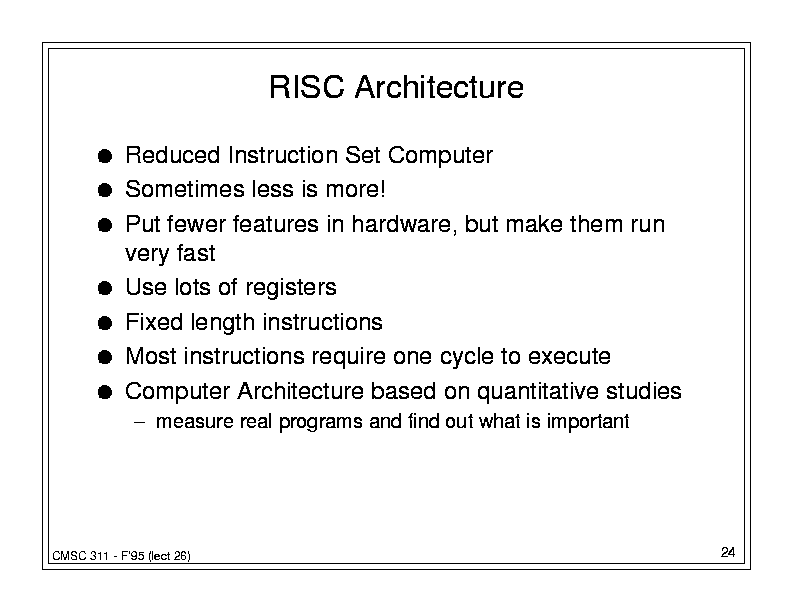 RISC Architecture
● Reduced Instruction Set Computer
● Sometimes less is more!
● Put fewer features in hardware, but make them run
very fast
● Use lots of registers
● Fixed length instructions
● Most instructions require one cycle to execute
● Computer Architecture based on quantitative studies
– measure real programs and find out what is important
CMSC 311 - F'95 (lect 26)
24